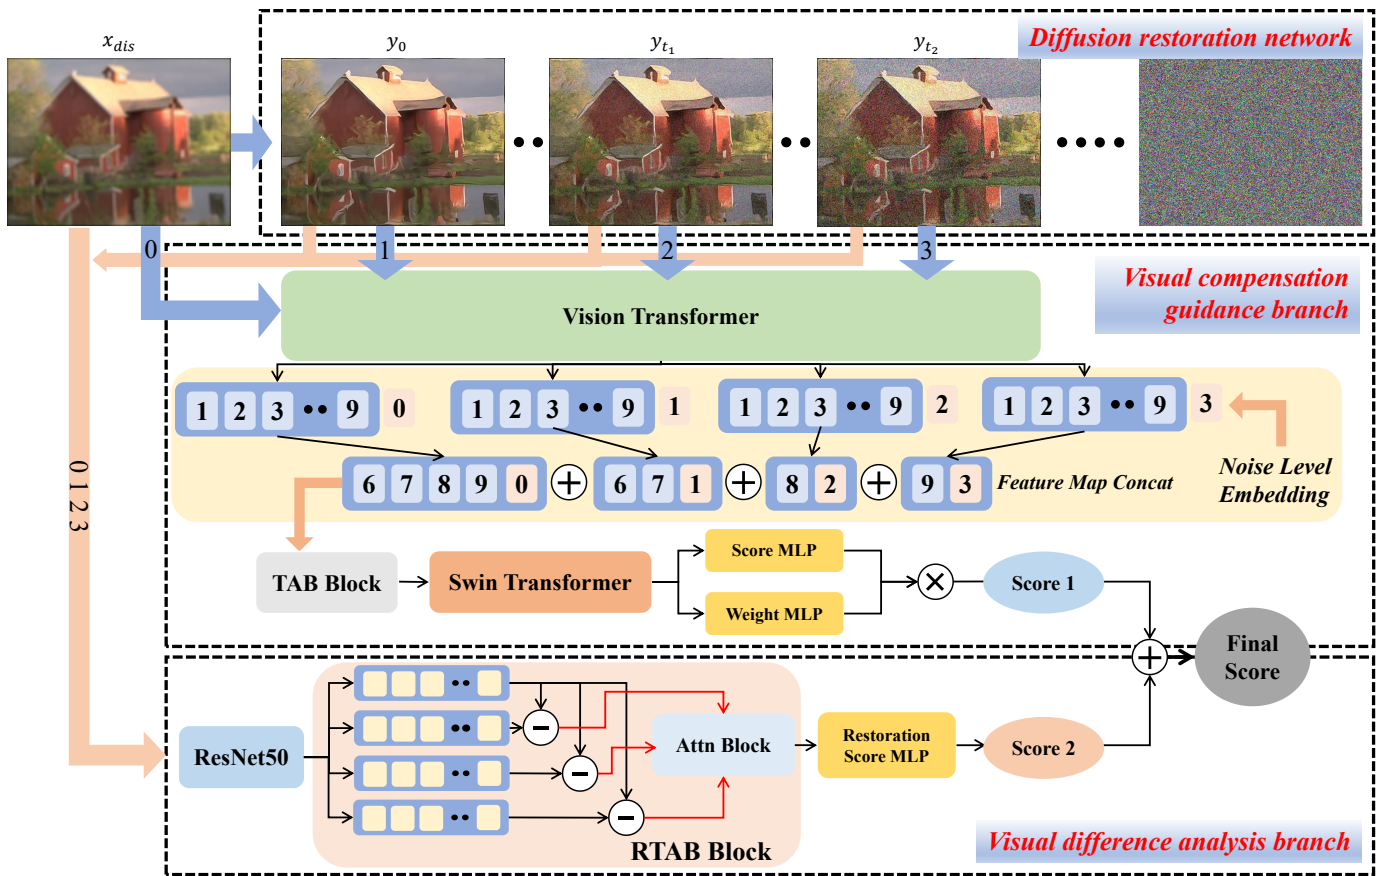 x_dis
y_0
y_{t_1}
y_{t_2}
Diffusion restoration network
0
1
2
3
Visual compensation
guidance branch
Vision Transformer
1 2 3 •• 9 0
1 2 3 •• 9 1
1 2 3 •• 9 2
1 2 3 •• 9 3
6 7 8 9 0 + 6 7 1 + 8 2 + 9 3
Feature Map Concat
Noise Level
Embedding
0 1 2 3
TAB Block
Swin Transformer
Score MLP
Weight MLP
×
Score 1
+
Final
Score
ResNet50
−
−
−
Attn Block
RTAB Block
Restoration
Score MLP
Score 2
Visual difference analysis branch